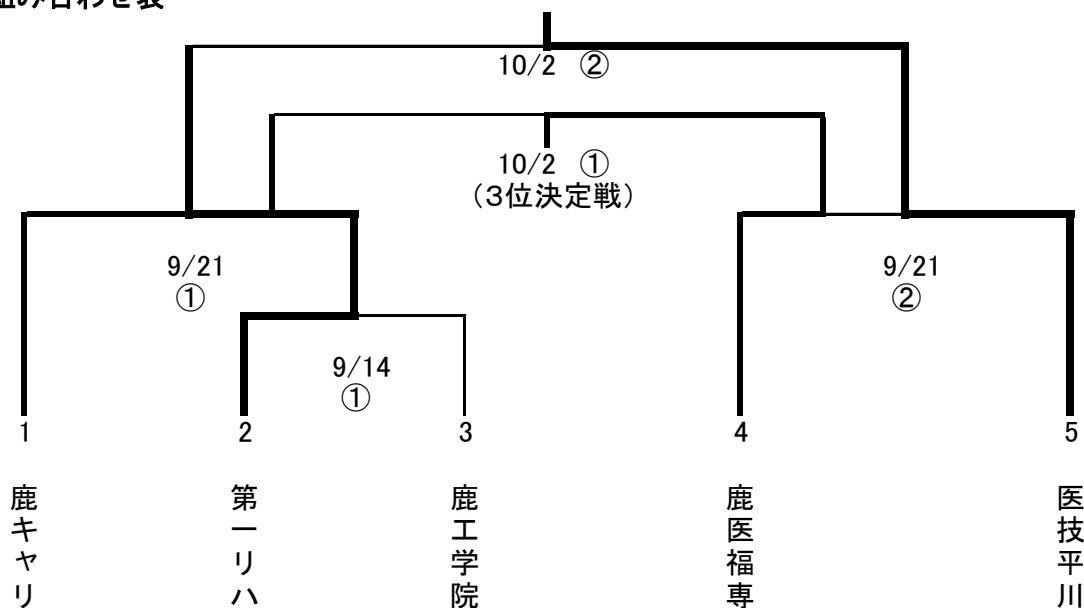 組み合わせ表
10/2 ②
10/2 ①
(3位決定戦)
9/21
①
9/21
②
9/14
①
1
2
3
4
5
鹿キャリ
第一リハ
鹿工学院
鹿医福専
医技平川